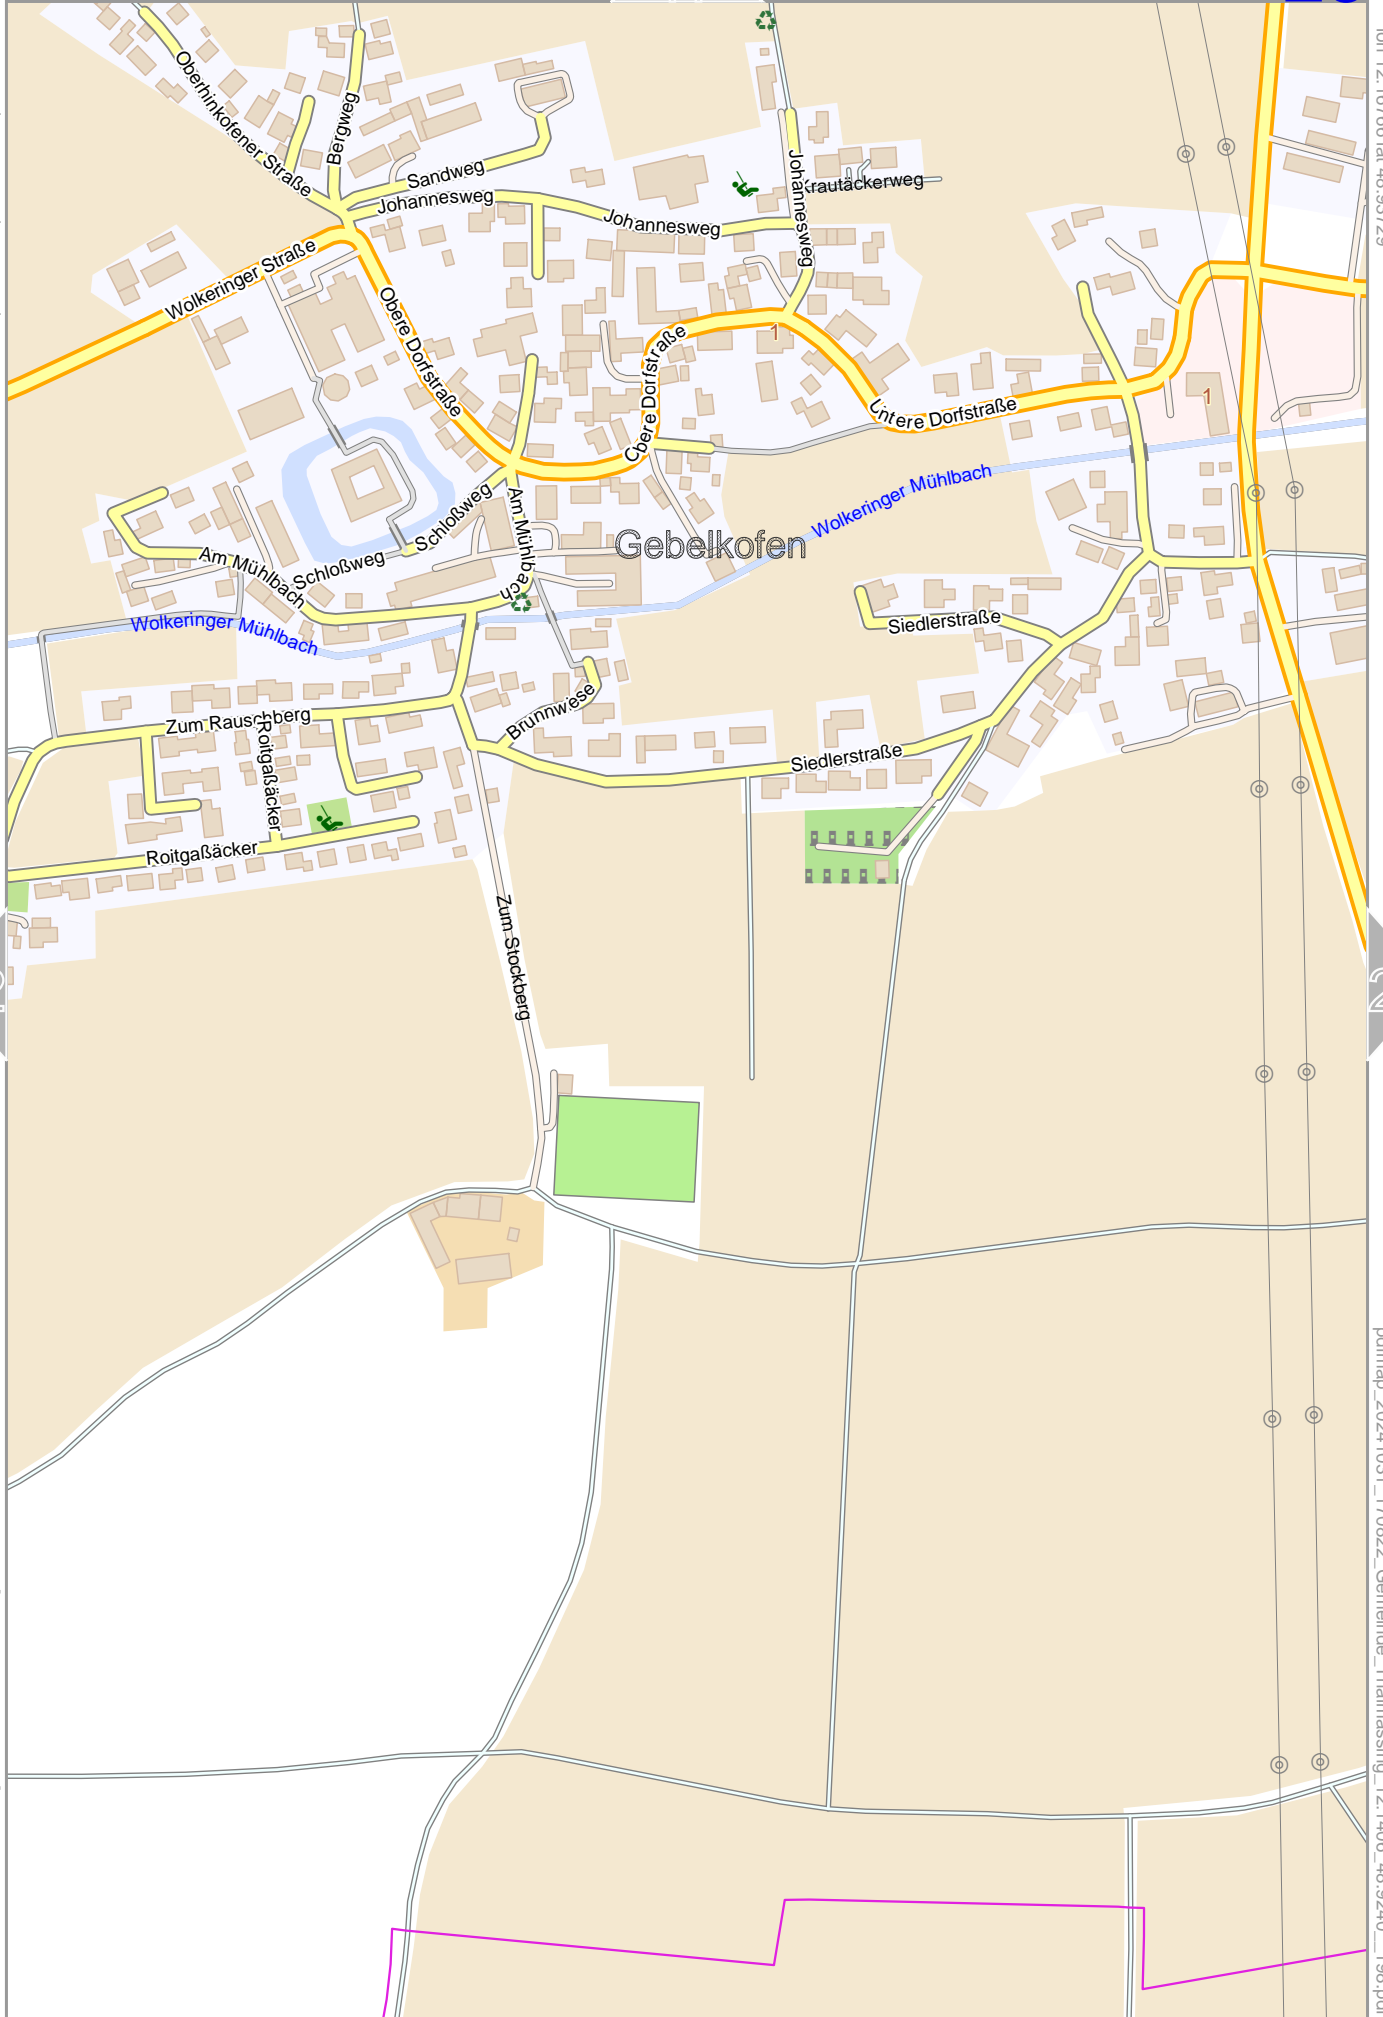 Oberhinkofener Straße
Bergweg
Sandweg
Johannesweg
Johannesweg
Johannesweg
Krautäckerweg
Wolkeringer Straße
Obere Dorfstraße
Obere Dorfstraße
1
Untere Dorfstraße
1
Wolkeringer Mühlbach
Schloßweg
Schloßweg
Am Mühlbach
Am Mühlbach
Gebelkofen
Wolkeringer Mühlbach
Siedlerstraße
Brunnwiese
Zum Rauschberg
Roitgaßäcker
Siedlerstraße
Roitgaßäcker
Zum Stockberg
2